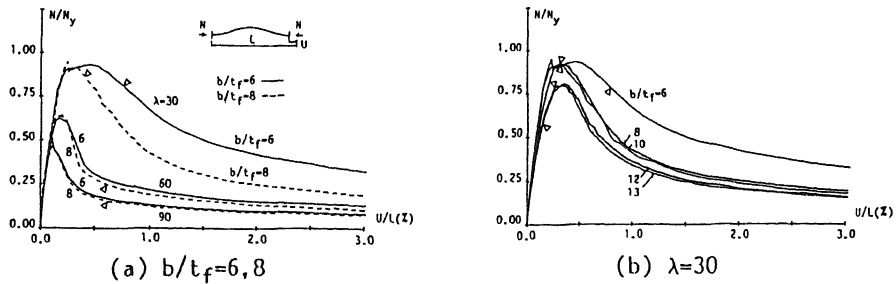 N/Ny
1.00
0.75
0.50
0.25
0.00
0.0
1.0
2.0
3.0
U/L(%)
N
N
l
U
b/tf=6
b/tf=8
λ=30
b/tf=6
b/tf=8
6
8
6
8
60
90
(a) b/tf=6,8
N/Ny
1.00
0.75
0.50
0.25
0.00
0.0
1.0
2.0
3.0
U/L(%)
b/tf=6
8
10
12
13
(b) λ=30